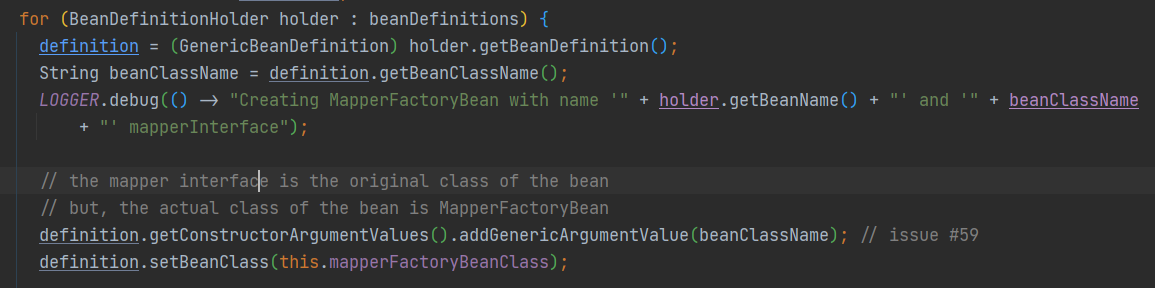 for (BeanDefinitionHolder holder : beanDefinitions) {
definition = (GenericBeanDefinition) holder.getBeanDefinition();
String beanClassName = definition.getBeanClassName();
LOGGER.debug(() -> "Creating MapperFactoryBean with name '" + holder.getBeanName() + "' and '" + beanClassName
+ "' mapperInterface");
// the mapper interface is the original class of the bean
// but, the actual class of the bean is MapperFactoryBean
definition.getConstructorArgumentValues().addGenericArgumentValue(beanClassName); // issue #59
definition.setBeanClass(this.mapperFactoryBeanClass);